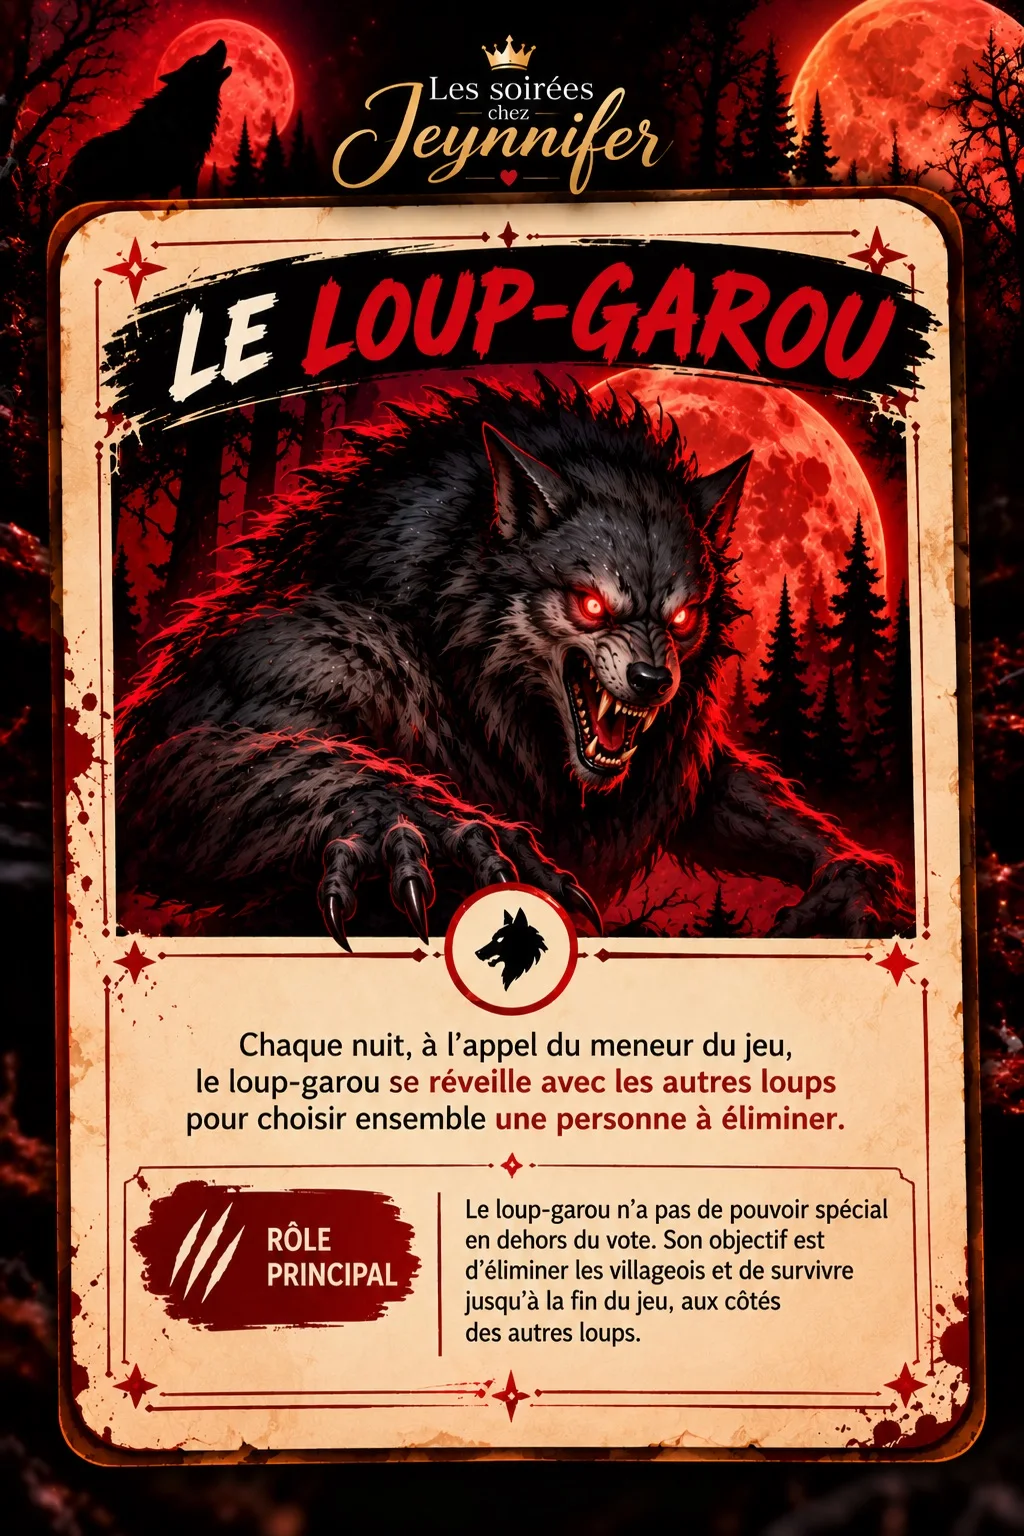 Les soirées
chez
Jeynnifer
LE LOUP-GAROU
Chaque nuit, à l’appel du meneur du jeu,
le loup-garou se réveille avec les autres loups
pour choisir ensemble une personne à éliminer.
RÔLE
PRINCIPAL
Le loup-garou n’a pas de pouvoir spécial
en dehors du vote. Son objectif est
d’éliminer les villageois et de survivre
jusqu’à la fin du jeu, aux côtés
des autres loups.